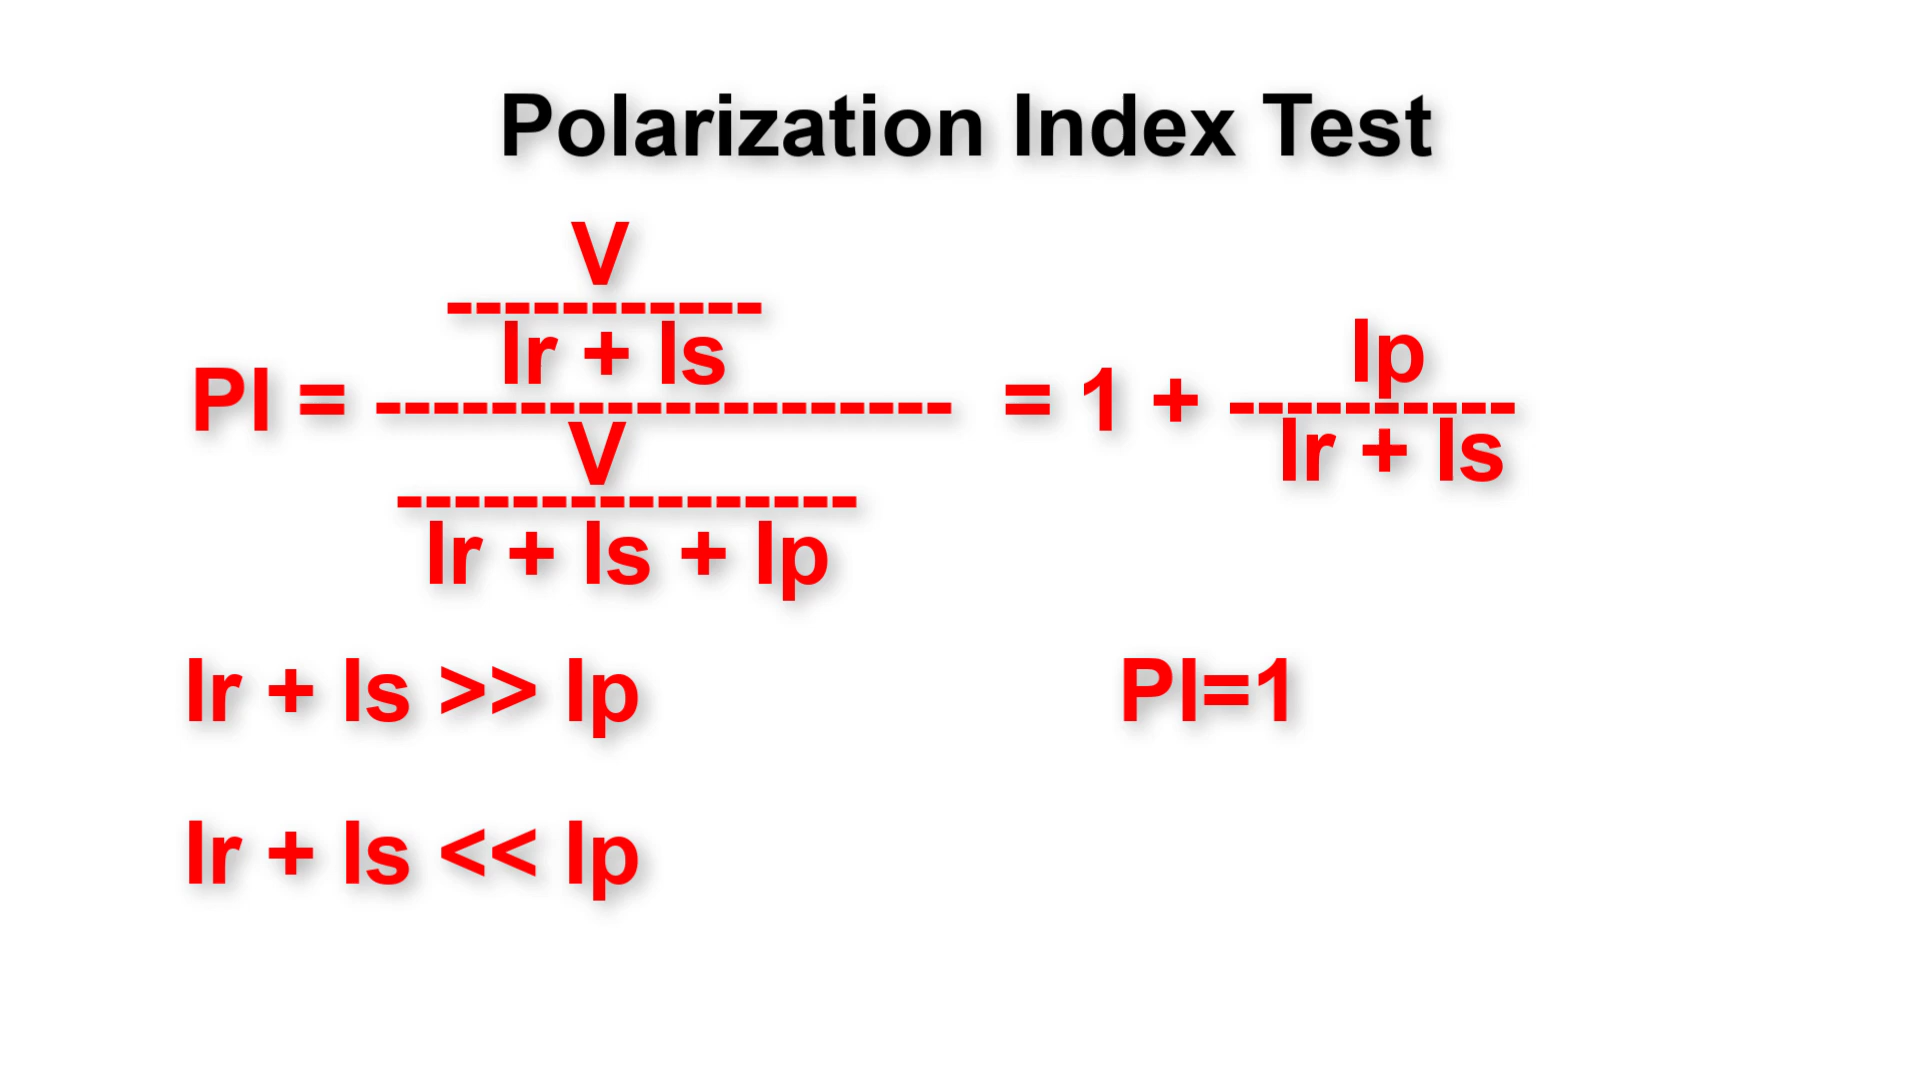 Polarization Index Test
V
-----------
Ir + Is
PI = -------------------- = 1 + ----------
Ip
Ir + Is
V
----------------
Ir + Is + Ip
Ir + Is >> Ip
PI=1
Ir + Is << Ip